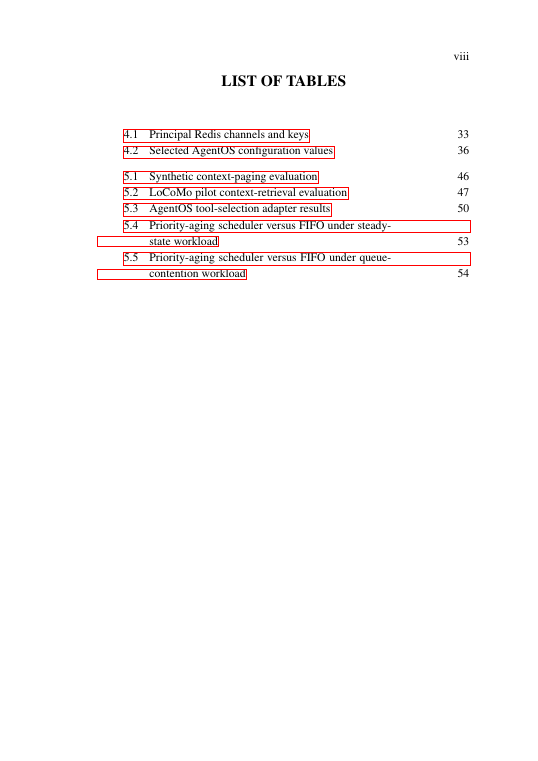 viii
LIST OF TABLES
4.1 Principal Redis channels and keys 33
4.2 Selected AgentOS configuration values 36
5.1 Synthetic context-paging evaluation 46
5.2 LoCoMo pilot context-retrieval evaluation 47
5.3 AgentOS tool-selection adapter results 50
5.4 Priority-aging scheduler versus FIFO under steady-
state workload 53
5.5 Priority-aging scheduler versus FIFO under queue-
contention workload 54